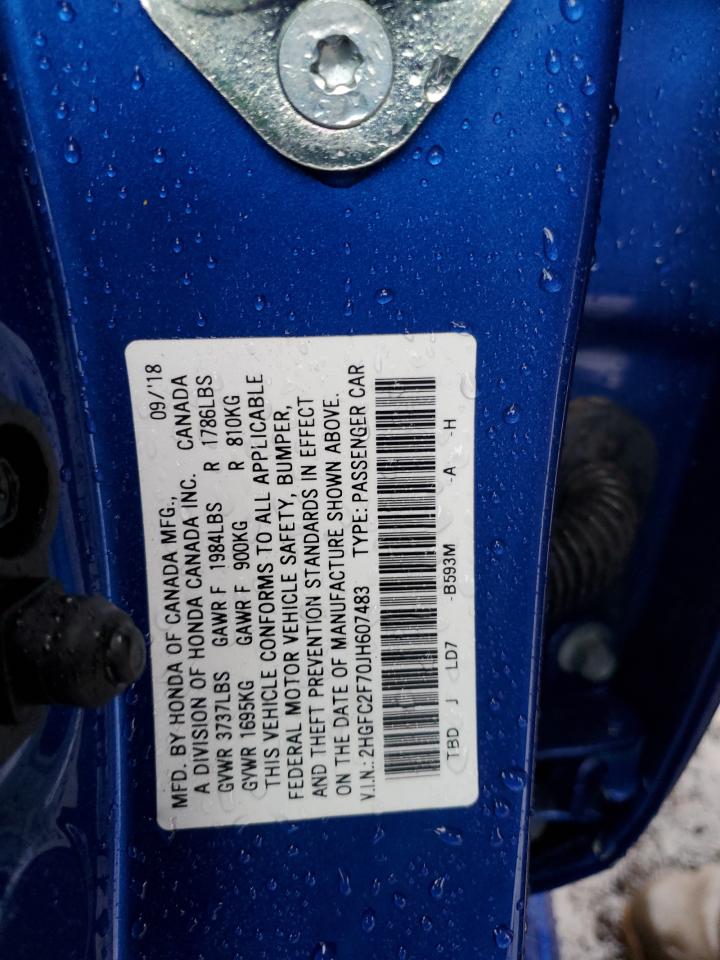 MFD. BY HONDA OF CANADA MFG., 09/'18
A DIVISION OF HONDA CANADA INC. CANADA
GVWR 3737LBS GAWR F 1984LBS R 1786LBS
GVWR 1695KG GAWR F 900KG R 810KG
THIS VEHICLE CONFORMS TO ALL APPLICABLE
FEDERAL MOTOR VEHICLE SAFETY, BUMPER,
AND THEFT PREVENTION STANDARDS IN EFFECT
ON THE DATE OF MANUFACTURE SHOWN ABOVE.
V.I.N.: 2HGFC2F70JH607483 TYPE: PASSENGER CAR
TBD J LD7 -B593M -A -H